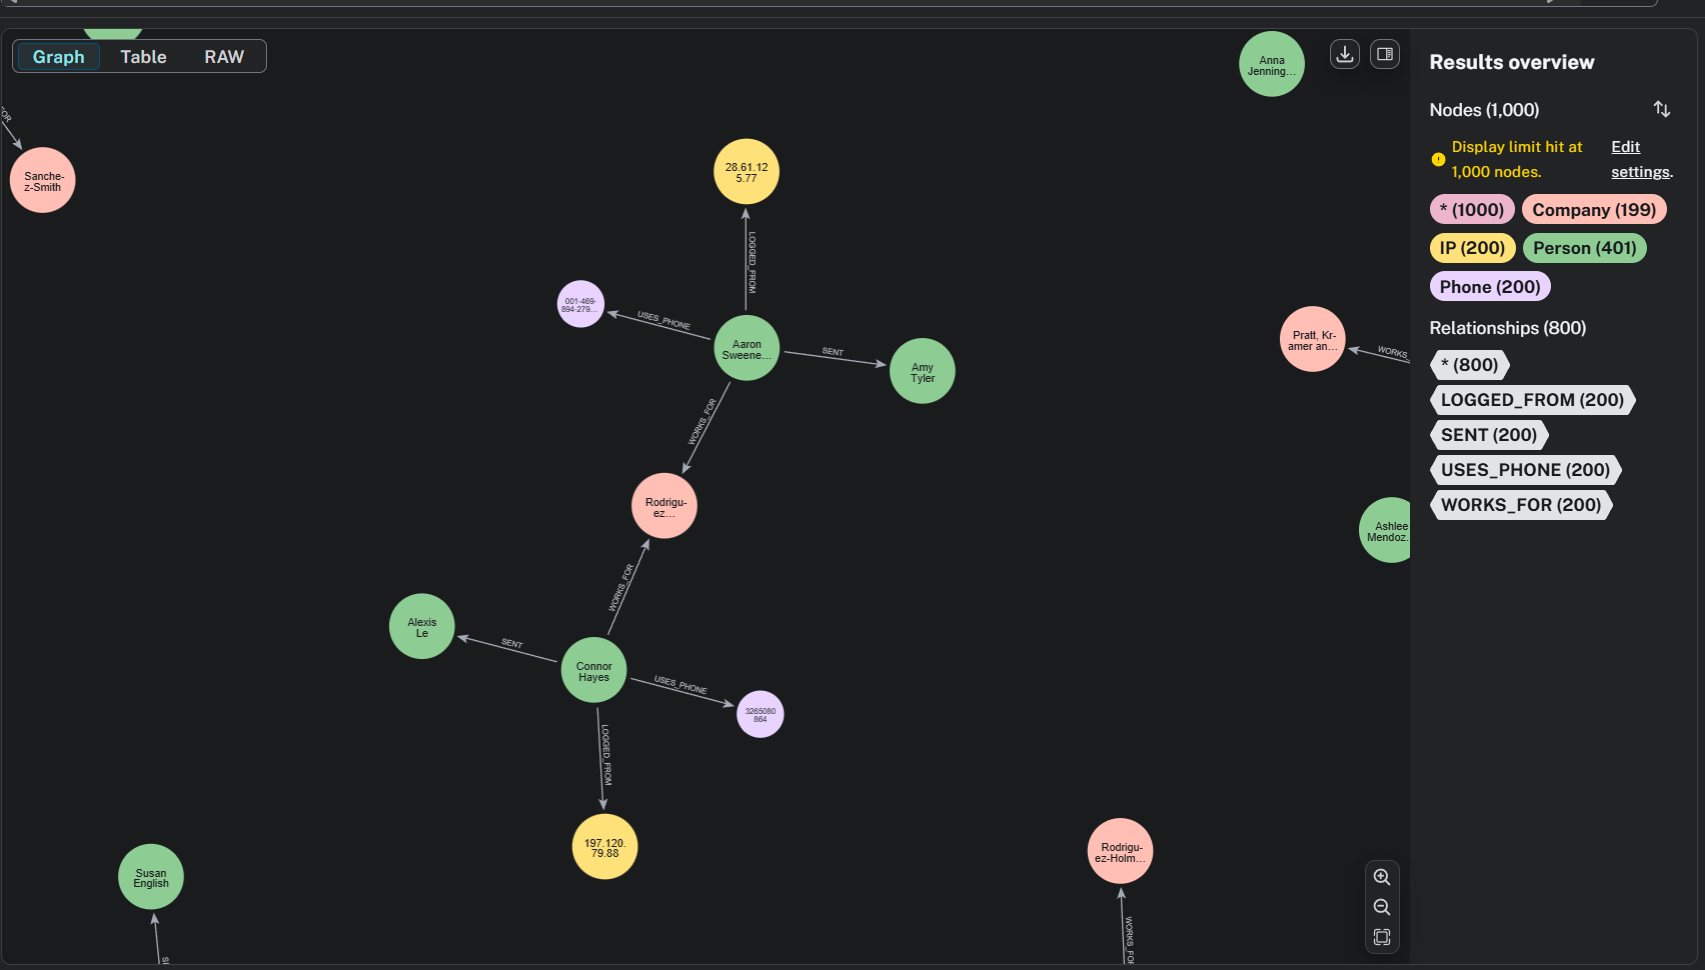 Graph
Table
RAW
Results overview
Nodes (1,000)
Display limit hit at
1,000 nodes.
Edit
settings.
* (1000)
Company (199)
IP (200)
Person (401)
Phone (200)
Relationships (800)
* (800)
LOGGED_FROM (200)
SENT (200)
USES_PHONE (200)
WORKS_FOR (200)
Anna
Jenning...
Sanche-
z-Smith
28.61.12
5.77
LOGGED_FROM
001-469-
894-279...
USES_PHONE
Aaron
Sweene...
SENT
Amy
Tyler
Pratt, Kr-
amer an...
WORKS_
WORKS_FOR
Rodrigu-
ez...
Ashlee
Mendoz.
WORKS_FOR
Alexis
Le
SENT
Connor
Hayes
USES_PHONE
3265080
864
LOGGED_FROM
197.120.
79.88
Susan
English
Rodrigu-
ez-Holm...
WORKS_FOR